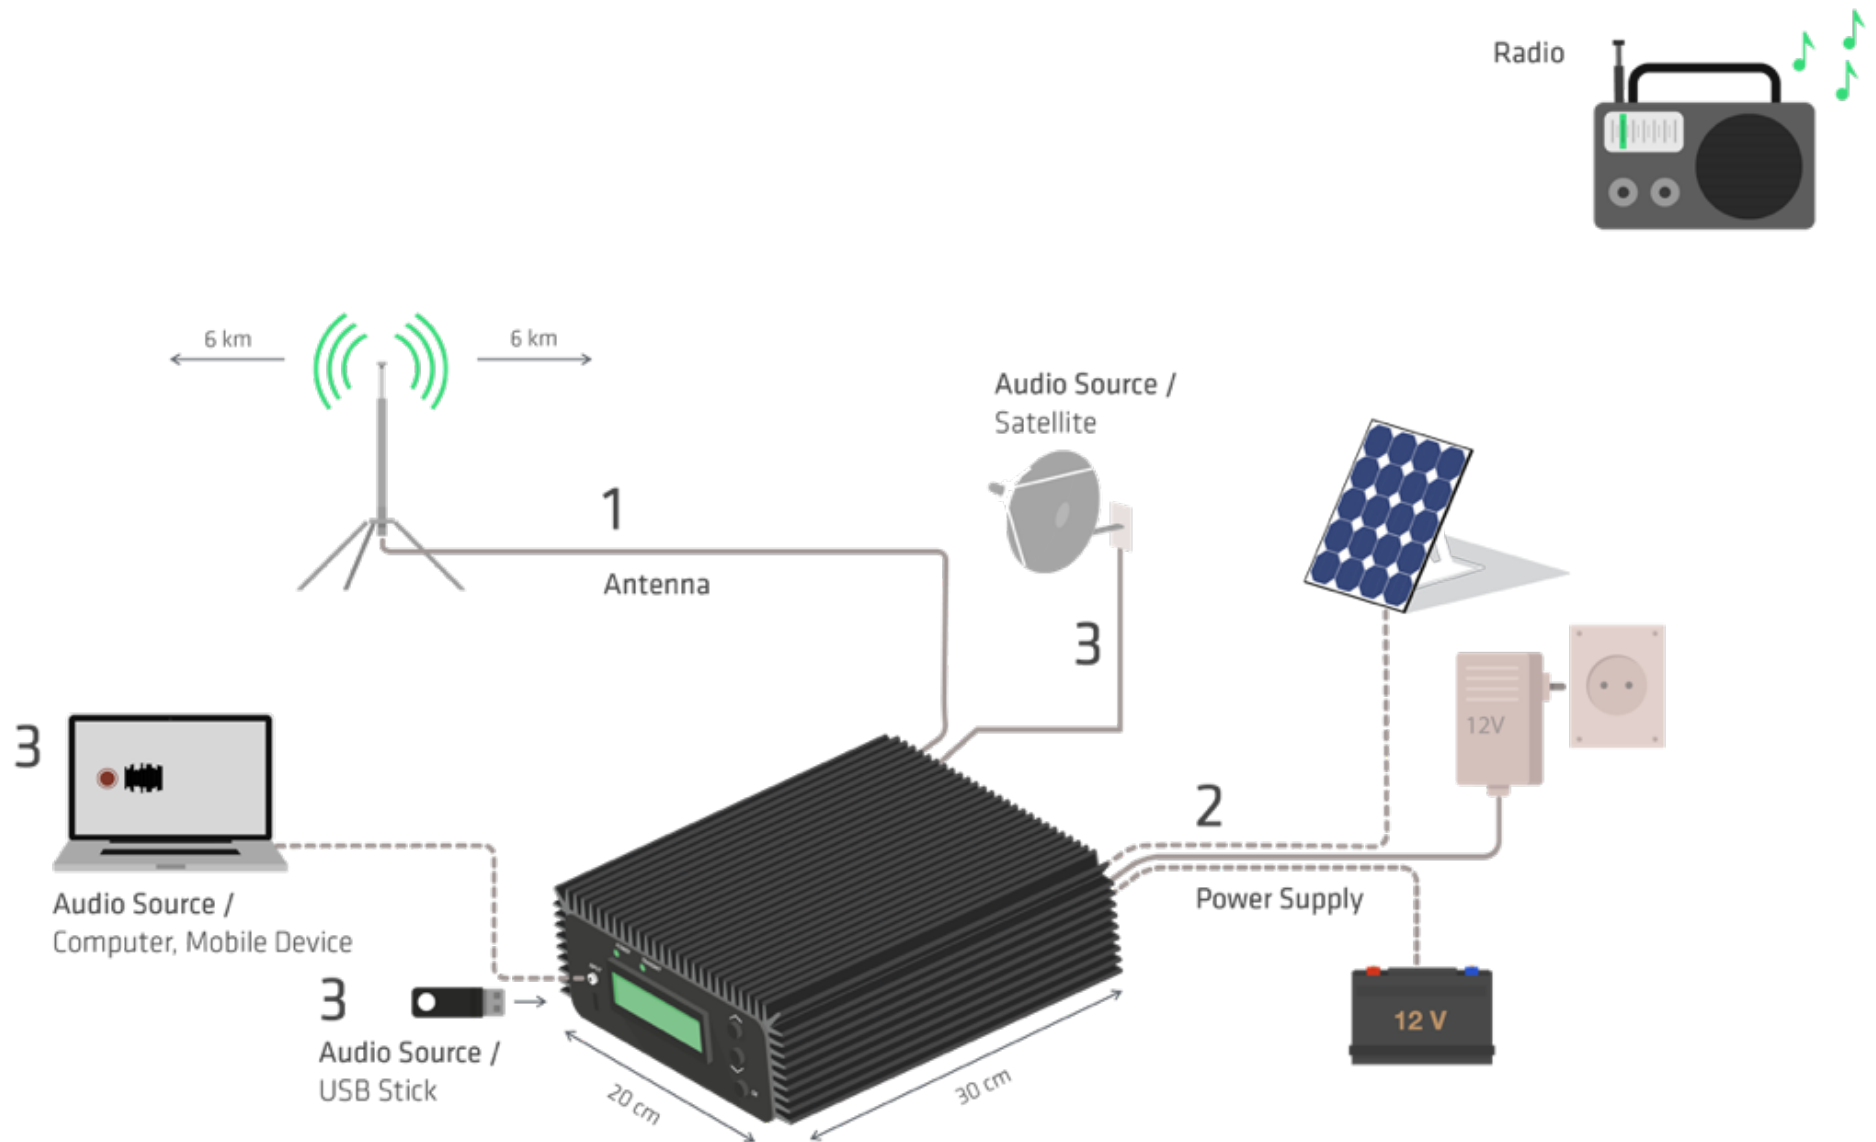 Radio
6 km
6 km
Audio Source /
Satellite
1
Antenna
3
3
12V
2
Power Supply
Audio Source /
Computer, Mobile Device
3
Audio Source /
USB Stick
12 V
20 cm
30 cm